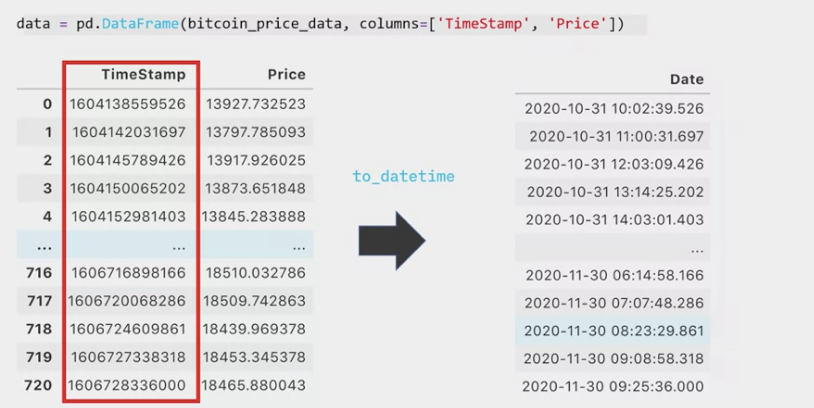 data = pd.DataFrame(bitcoin_price_data, columns=['TimeStamp', 'Price'])
TimeStamp Price
0 1604138559526 13927.732523
1 1604142031697 13797.785093
2 1604145789426 13917.926025
3 1604150065202 13873.651848
4 1604152981403 13845.283888
... ... ...
716 1606716898166 18510.032786
717 1606720068286 18509.742863
718 1606724609861 18439.969378
719 1606727338318 18453.345378
720 1606728336000 18465.880043
to_datetime
Date
2020-10-31 10:02:39.526
2020-10-31 11:00:31.697
2020-10-31 12:03:09.426
2020-10-31 13:14:25.202
2020-10-31 14:03:01.403
...
2020-11-30 06:14:58.166
2020-11-30 07:07:48.286
2020-11-30 08:23:29.861
2020-11-30 09:08:58.318
2020-11-30 09:25:36.000